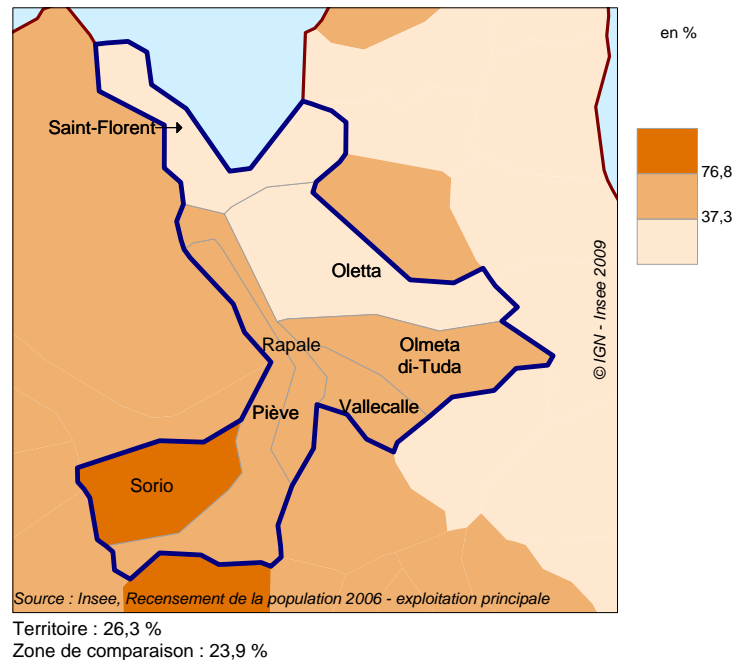 en %
Saint-Florent
76,8
37,3
Oletta
© IGN - Insee 2009
Rapale
Olmeta
di-Tuda
Piève
Vallecalle
Sorio
Source : Insee, Recensement de la population 2006 - exploitation principale
Territoire : 26,3 %
Zone de comparaison : 23,9 %